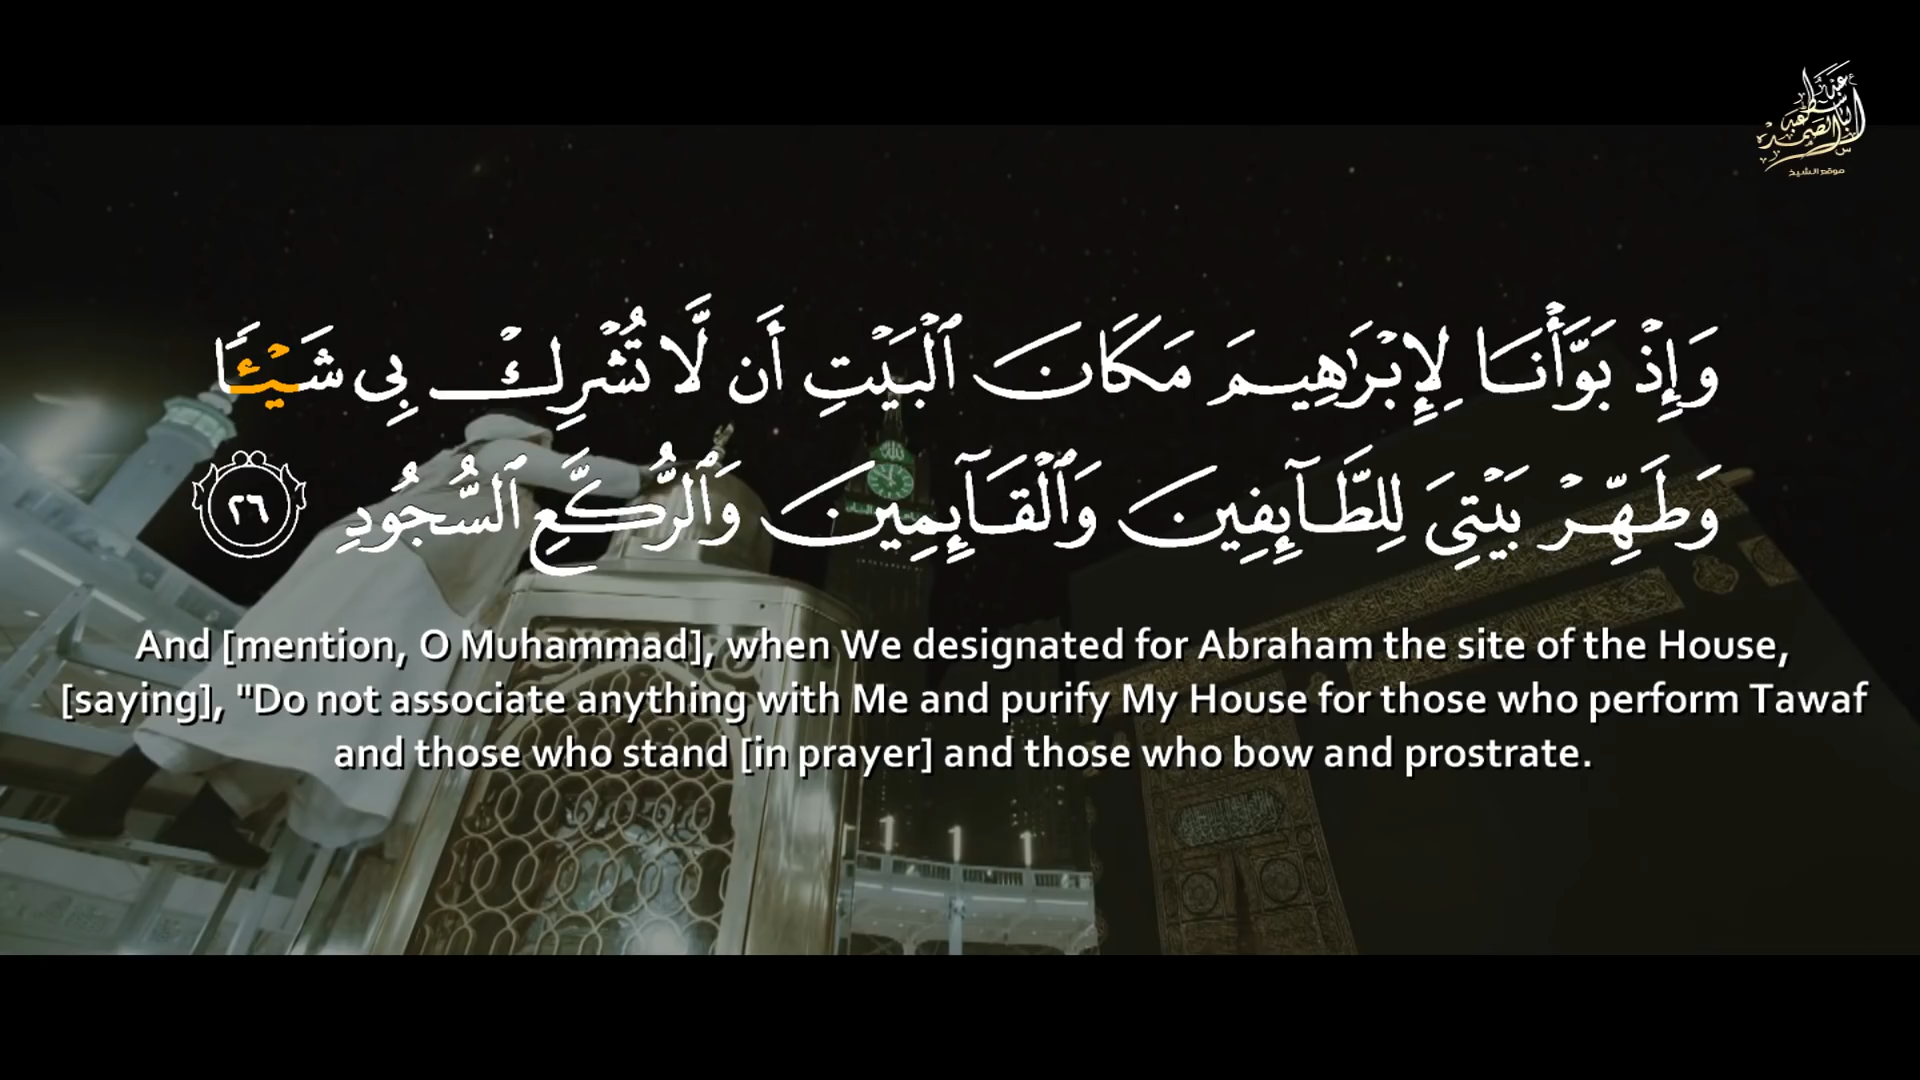 وَإِذْ بَوَّأْنَا لِإِبْرَٰهِيمَ مَكَانَ ٱلْبَيْتِ أَن لَّا تُشْرِكْ بِى شَيْـًٔا
وَطَهِّرْ بَيْتِىَ لِلطَّآئِفِينَ وَٱلْقَآئِمِينَ وَٱلرُّكَّعِ ٱلسُّجُودِ ٢٦
And [mention, O Muhammad], when We designated for Abraham the site of the House,
[saying], "Do not associate anything with Me and purify My House for those who perform Tawaf
and those who stand [in prayer] and those who bow and prostrate.
موقع الشيخ